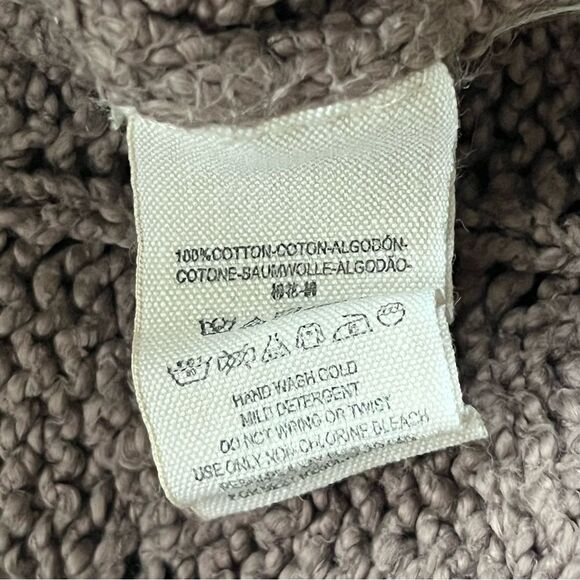 100%COTTON-COTON-ALGODÓN-
COTONE-BAUMWOLLE-ALGODÃO-
HAND WASH COLD
MILD DETERGENT
DO NOT WRING OR TWIST
USE ONLY NON-CHLORINE BLEACH